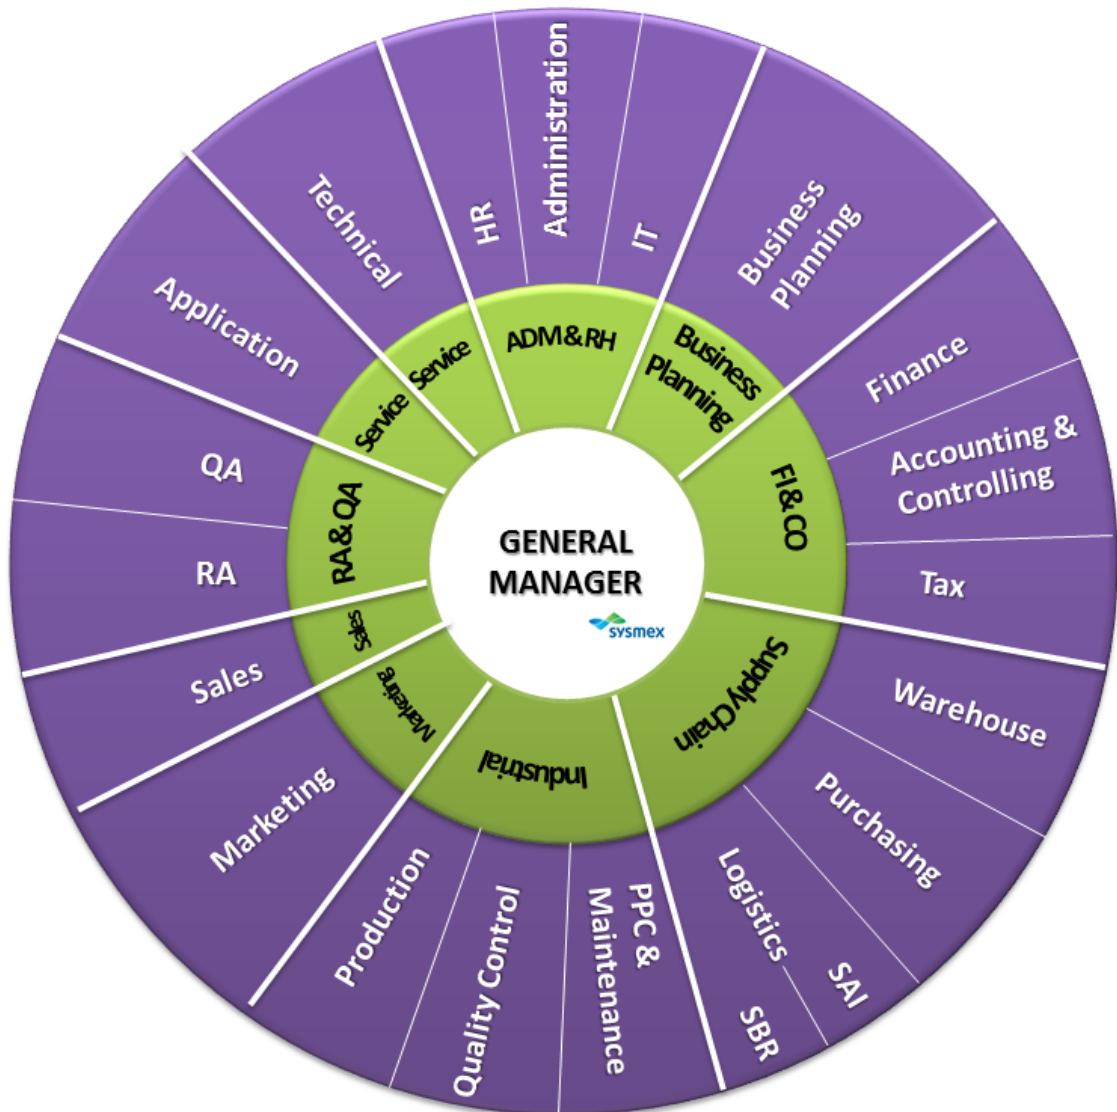 GENERAL
MANAGER
sysmex
ADM & RH
Business
Planning
FI & CO
Supply Chain
Industrial
Marketing
Sales
RA & QA
Service
Service
HR
Administration
IT
Business
Planning
Finance
Accounting &
Controlling
Tax
Warehouse
Purchasing
Logistics
SAI
SBR
PPC &
Maintenance
Quality Control
Production
Marketing
Sales
RA
QA
Application
Technical